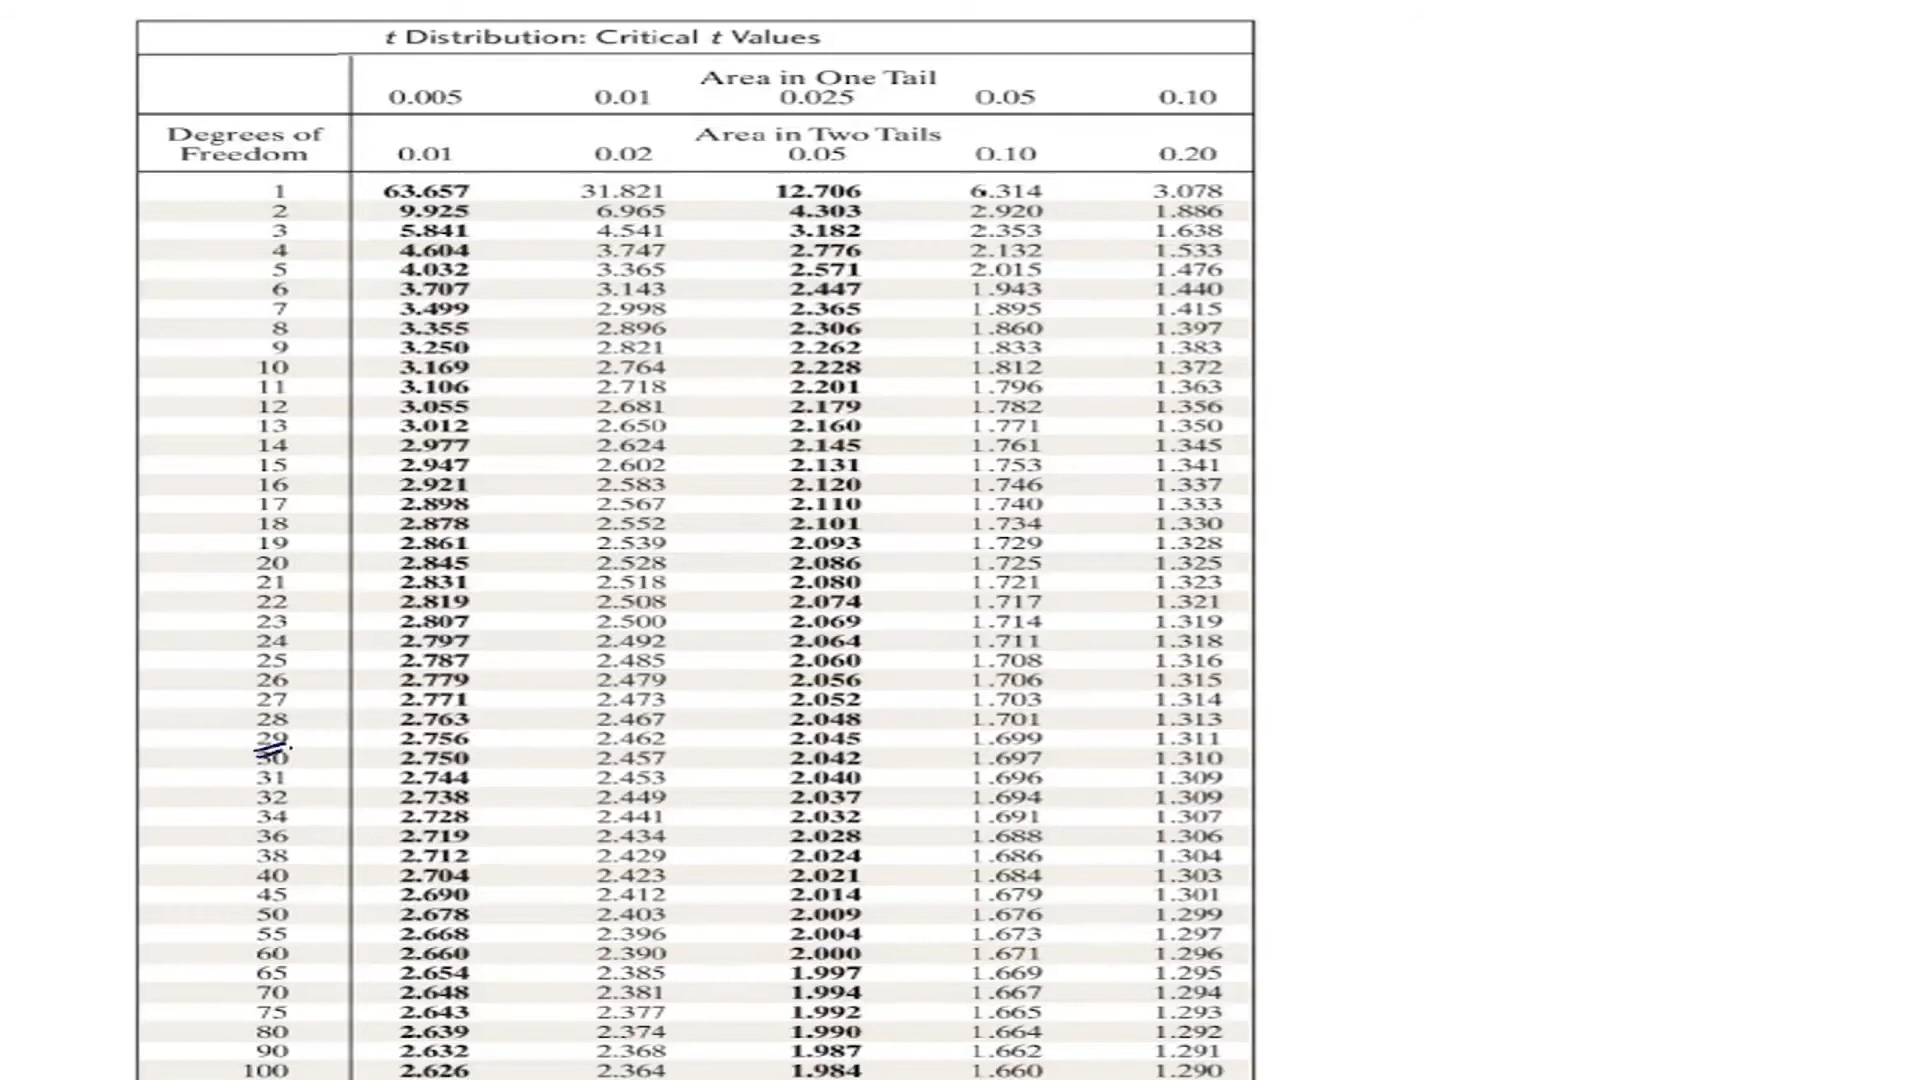 t Distribution: Critical t Values
Area in One Tail
0.005 0.01 0.025 0.05 0.10
Degrees of Freedom Area in Two Tails
0.01 0.02 0.05 0.10 0.20
1 63.657 31.821 12.706 6.314 3.078
2 9.925 6.965 4.303 2.920 1.886
3 5.841 4.541 3.182 2.353 1.638
4 4.604 3.747 2.776 2.132 1.533
5 4.032 3.365 2.571 2.015 1.476
6 3.707 3.143 2.447 1.943 1.440
7 3.499 2.998 2.365 1.895 1.415
8 3.355 2.896 2.306 1.860 1.397
9 3.250 2.821 2.262 1.833 1.383
10 3.169 2.764 2.228 1.812 1.372
11 3.106 2.718 2.201 1.796 1.363
12 3.055 2.681 2.179 1.782 1.356
13 3.012 2.650 2.160 1.771 1.350
14 2.977 2.624 2.145 1.761 1.345
15 2.947 2.602 2.131 1.753 1.341
16 2.921 2.583 2.120 1.746 1.337
17 2.898 2.567 2.110 1.740 1.333
18 2.878 2.552 2.101 1.734 1.330
19 2.861 2.539 2.093 1.729 1.328
20 2.845 2.528 2.086 1.725 1.325
21 2.831 2.518 2.080 1.721 1.323
22 2.819 2.508 2.074 1.717 1.321
23 2.807 2.500 2.069 1.714 1.319
24 2.797 2.492 2.064 1.711 1.318
25 2.787 2.485 2.060 1.708 1.316
26 2.779 2.479 2.056 1.706 1.315
27 2.771 2.473 2.052 1.703 1.314
28 2.763 2.467 2.048 1.701 1.313
29 2.756 2.462 2.045 1.699 1.311
30 2.750 2.457 2.042 1.697 1.310
31 2.744 2.453 2.040 1.696 1.309
32 2.738 2.449 2.037 1.694 1.309
34 2.728 2.441 2.032 1.691 1.307
36 2.719 2.434 2.028 1.688 1.306
38 2.712 2.429 2.024 1.686 1.304
40 2.704 2.423 2.021 1.684 1.303
45 2.690 2.412 2.014 1.679 1.301
50 2.678 2.403 2.009 1.676 1.299
55 2.668 2.396 2.004 1.673 1.297
60 2.660 2.390 2.000 1.671 1.296
65 2.654 2.385 1.997 1.669 1.295
70 2.648 2.381 1.994 1.667 1.294
75 2.643 2.377 1.992 1.665 1.293
80 2.639 2.374 1.990 1.664 1.292
90 2.632 2.368 1.987 1.662 1.291
100 2.626 2.364 1.984 1.660 1.290